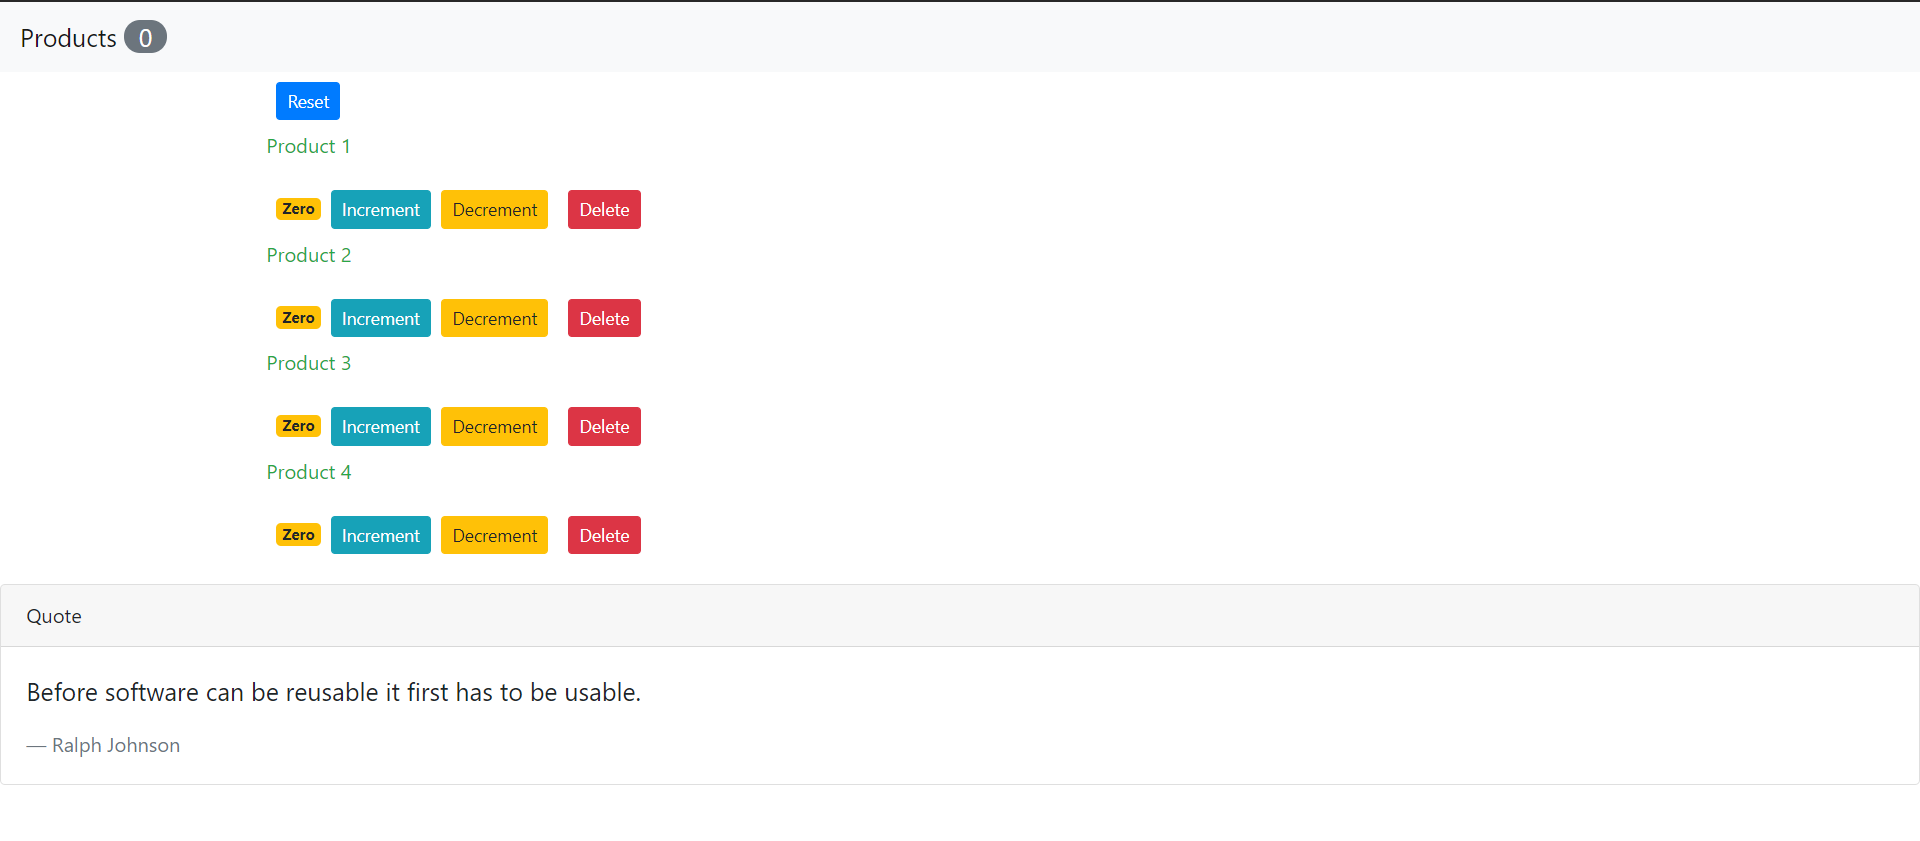 Products 0
Reset
Product 1
Zero Increment Decrement Delete
Product 2
Zero Increment Decrement Delete
Product 3
Zero Increment Decrement Delete
Product 4
Zero Increment Decrement Delete
Quote
Before software can be reusable it first has to be usable.
— Ralph Johnson